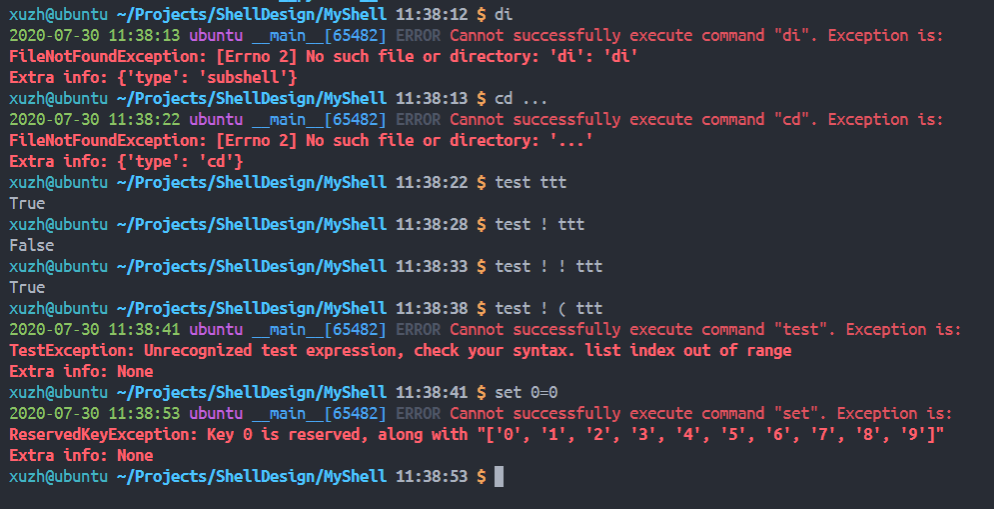 xuzh@ubuntu ~/Projects/ShellDesign/MyShell 11:38:12 $ di
2020-07-30 11:38:13 ubuntu __main__[65482] ERROR Cannot successfully execute command "di". Exception is:
FileNotFoundException: [Errno 2] No such file or directory: 'di': 'di'
Extra info: {'type': 'subshell'}
xuzh@ubuntu ~/Projects/ShellDesign/MyShell 11:38:13 $ cd ...
2020-07-30 11:38:22 ubuntu __main__[65482] ERROR Cannot successfully execute command "cd". Exception is:
FileNotFoundException: [Errno 2] No such file or directory: '...'
Extra info: {'type': 'cd'}
xuzh@ubuntu ~/Projects/ShellDesign/MyShell 11:38:22 $ test ttt
True
xuzh@ubuntu ~/Projects/ShellDesign/MyShell 11:38:28 $ test ! ttt
False
xuzh@ubuntu ~/Projects/ShellDesign/MyShell 11:38:33 $ test ! ! ttt
True
xuzh@ubuntu ~/Projects/ShellDesign/MyShell 11:38:38 $ test ! ( ttt
2020-07-30 11:38:41 ubuntu __main__[65482] ERROR Cannot successfully execute command "test". Exception is:
TestException: Unrecognized test expression, check your syntax. list index out of range
Extra info: None
xuzh@ubuntu ~/Projects/ShellDesign/MyShell 11:38:41 $ set 0=0
2020-07-30 11:38:53 ubuntu __main__[65482] ERROR Cannot successfully execute command "set". Exception is:
ReservedKeyException: Key 0 is reserved, along with "['0', '1', '2', '3', '4', '5', '6', '7', '8', '9']"
Extra info: None
xuzh@ubuntu ~/Projects/ShellDesign/MyShell 11:38:53 $